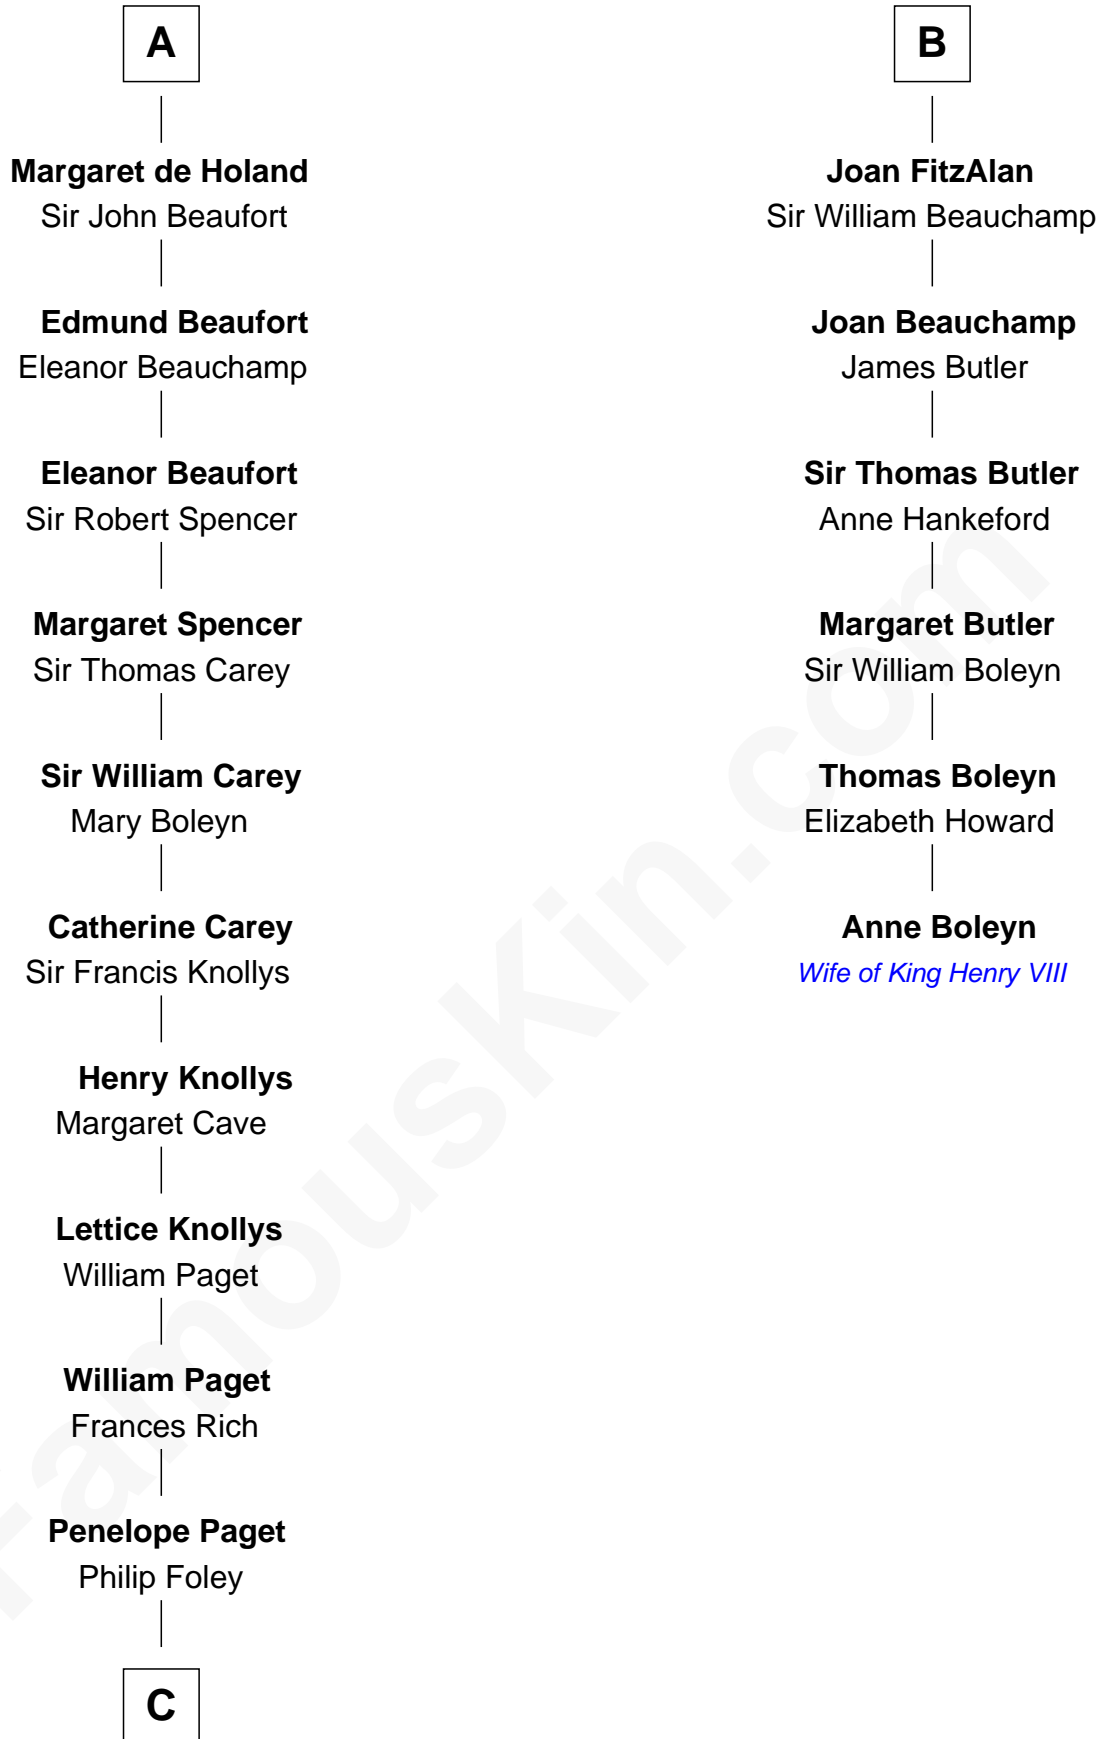 A
Margaret de Holand
Sir John Beaufort
Edmund Beaufort
Eleanor Beauchamp
Eleanor Beaufort
Sir Robert Spencer
Margaret Spencer
Sir Thomas Carey
Sir William Carey
Mary Boleyn
Catherine Carey
Sir Francis Knollys
Henry Knollys
Margaret Cave
Lettice Knollys
William Paget
William Paget
Frances Rich
Penelope Paget
Philip Foley
C
B
Joan FitzAlan
Sir William Beauchamp
Joan Beauchamp
James Butler
Sir Thomas Butler
Anne Hankeford
Margaret Butler
Sir William Boleyn
Thomas Boleyn
Elizabeth Howard
Anne Boleyn
Wife of King Henry VIII
FamousKin.com